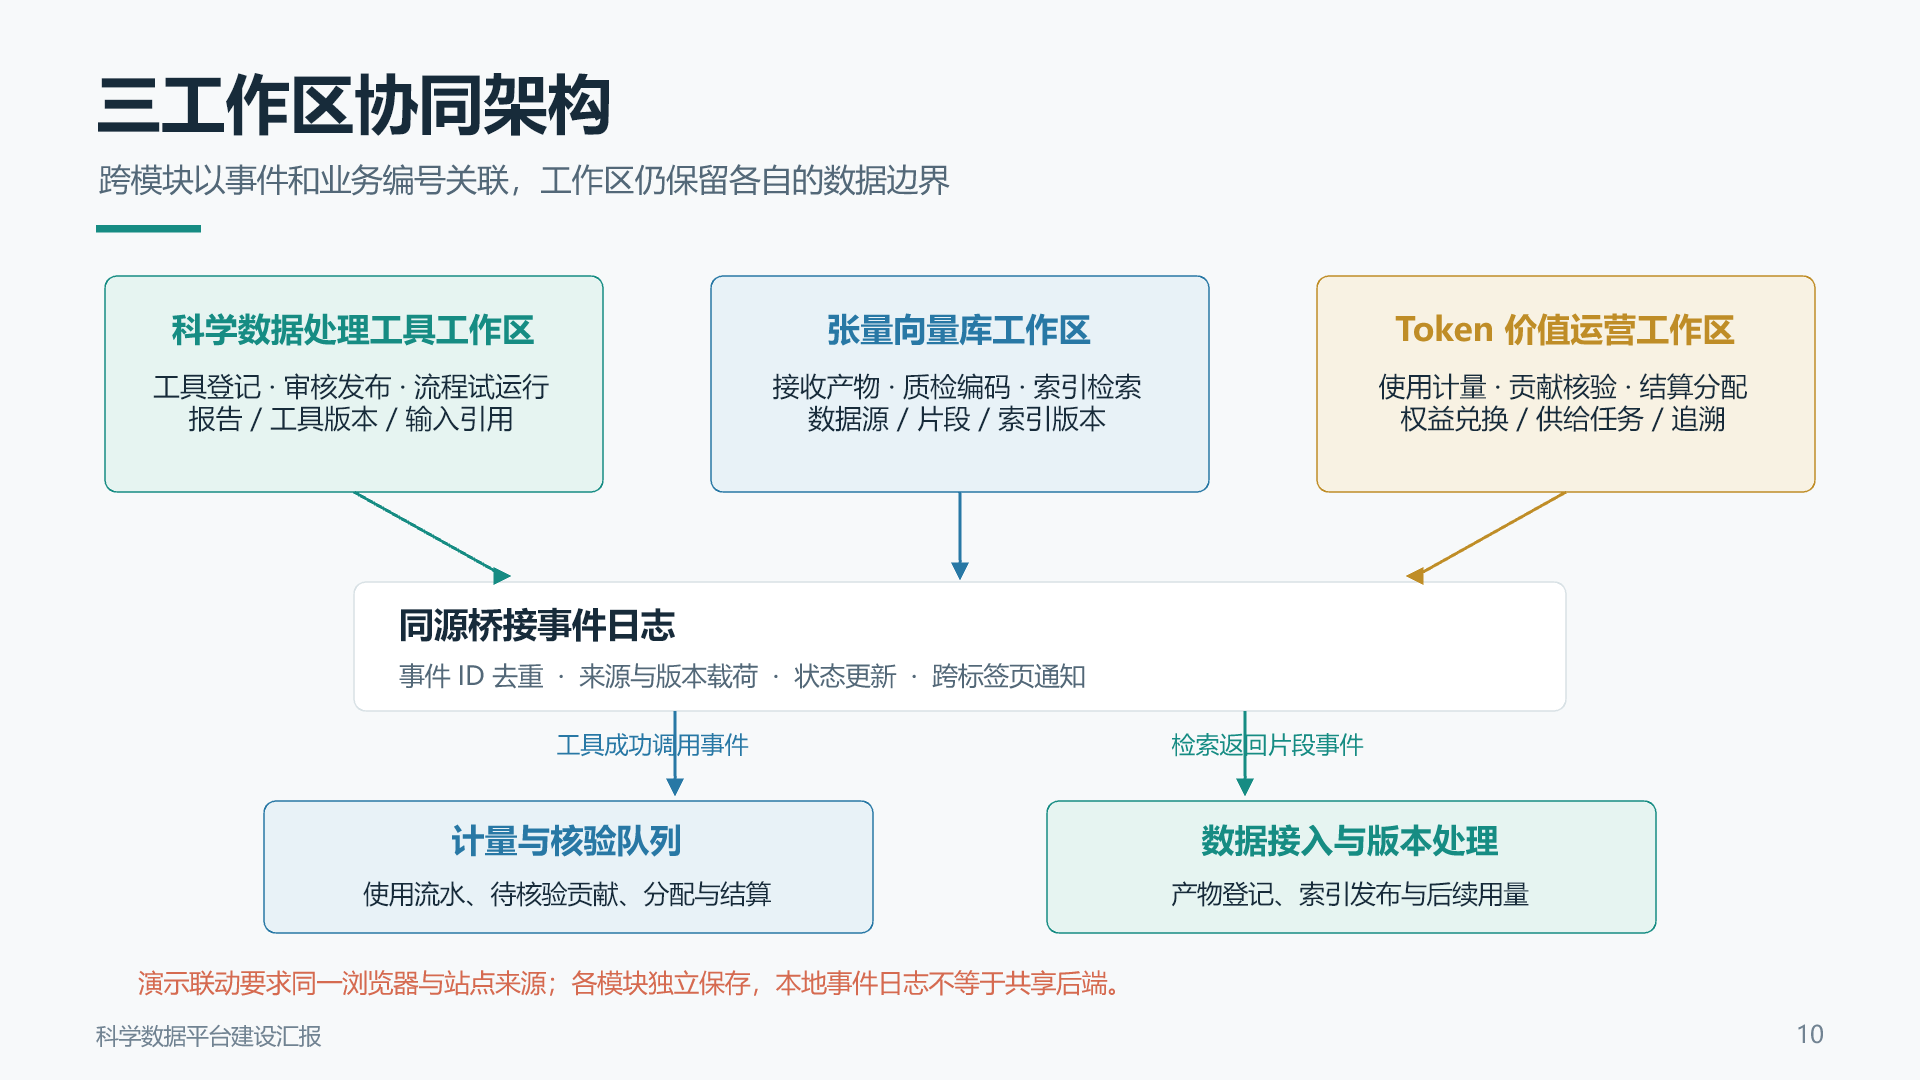 三工作区协同架构
跨模块以事件和业务编号关联，工作区仍保留各自的数据边界
科学数据处理工具工作区
工具登记 · 审核发布 · 流程试运行
报告 / 工具版本 / 输入引用
张量向量库工作区
接收产物 · 质检编码 · 索引检索
数据源 / 片段 / 索引版本
Token 价值运营工作区
使用计量 · 贡献核验 · 结算分配
权益兑换 / 供给任务 / 追溯
同源桥接事件日志
事件 ID 去重 · 来源与版本载荷 · 状态更新 · 跨标签页通知
工具成功调用事件
检索返回片段事件
计量与核验队列
使用流水、待核验贡献、分配与结算
数据接入与版本处理
产物登记、索引发布与后续用量
演示联动要求同一浏览器与站点来源；各模块独立保存，本地事件日志不等于共享后端。
科学数据平台建设汇报
10